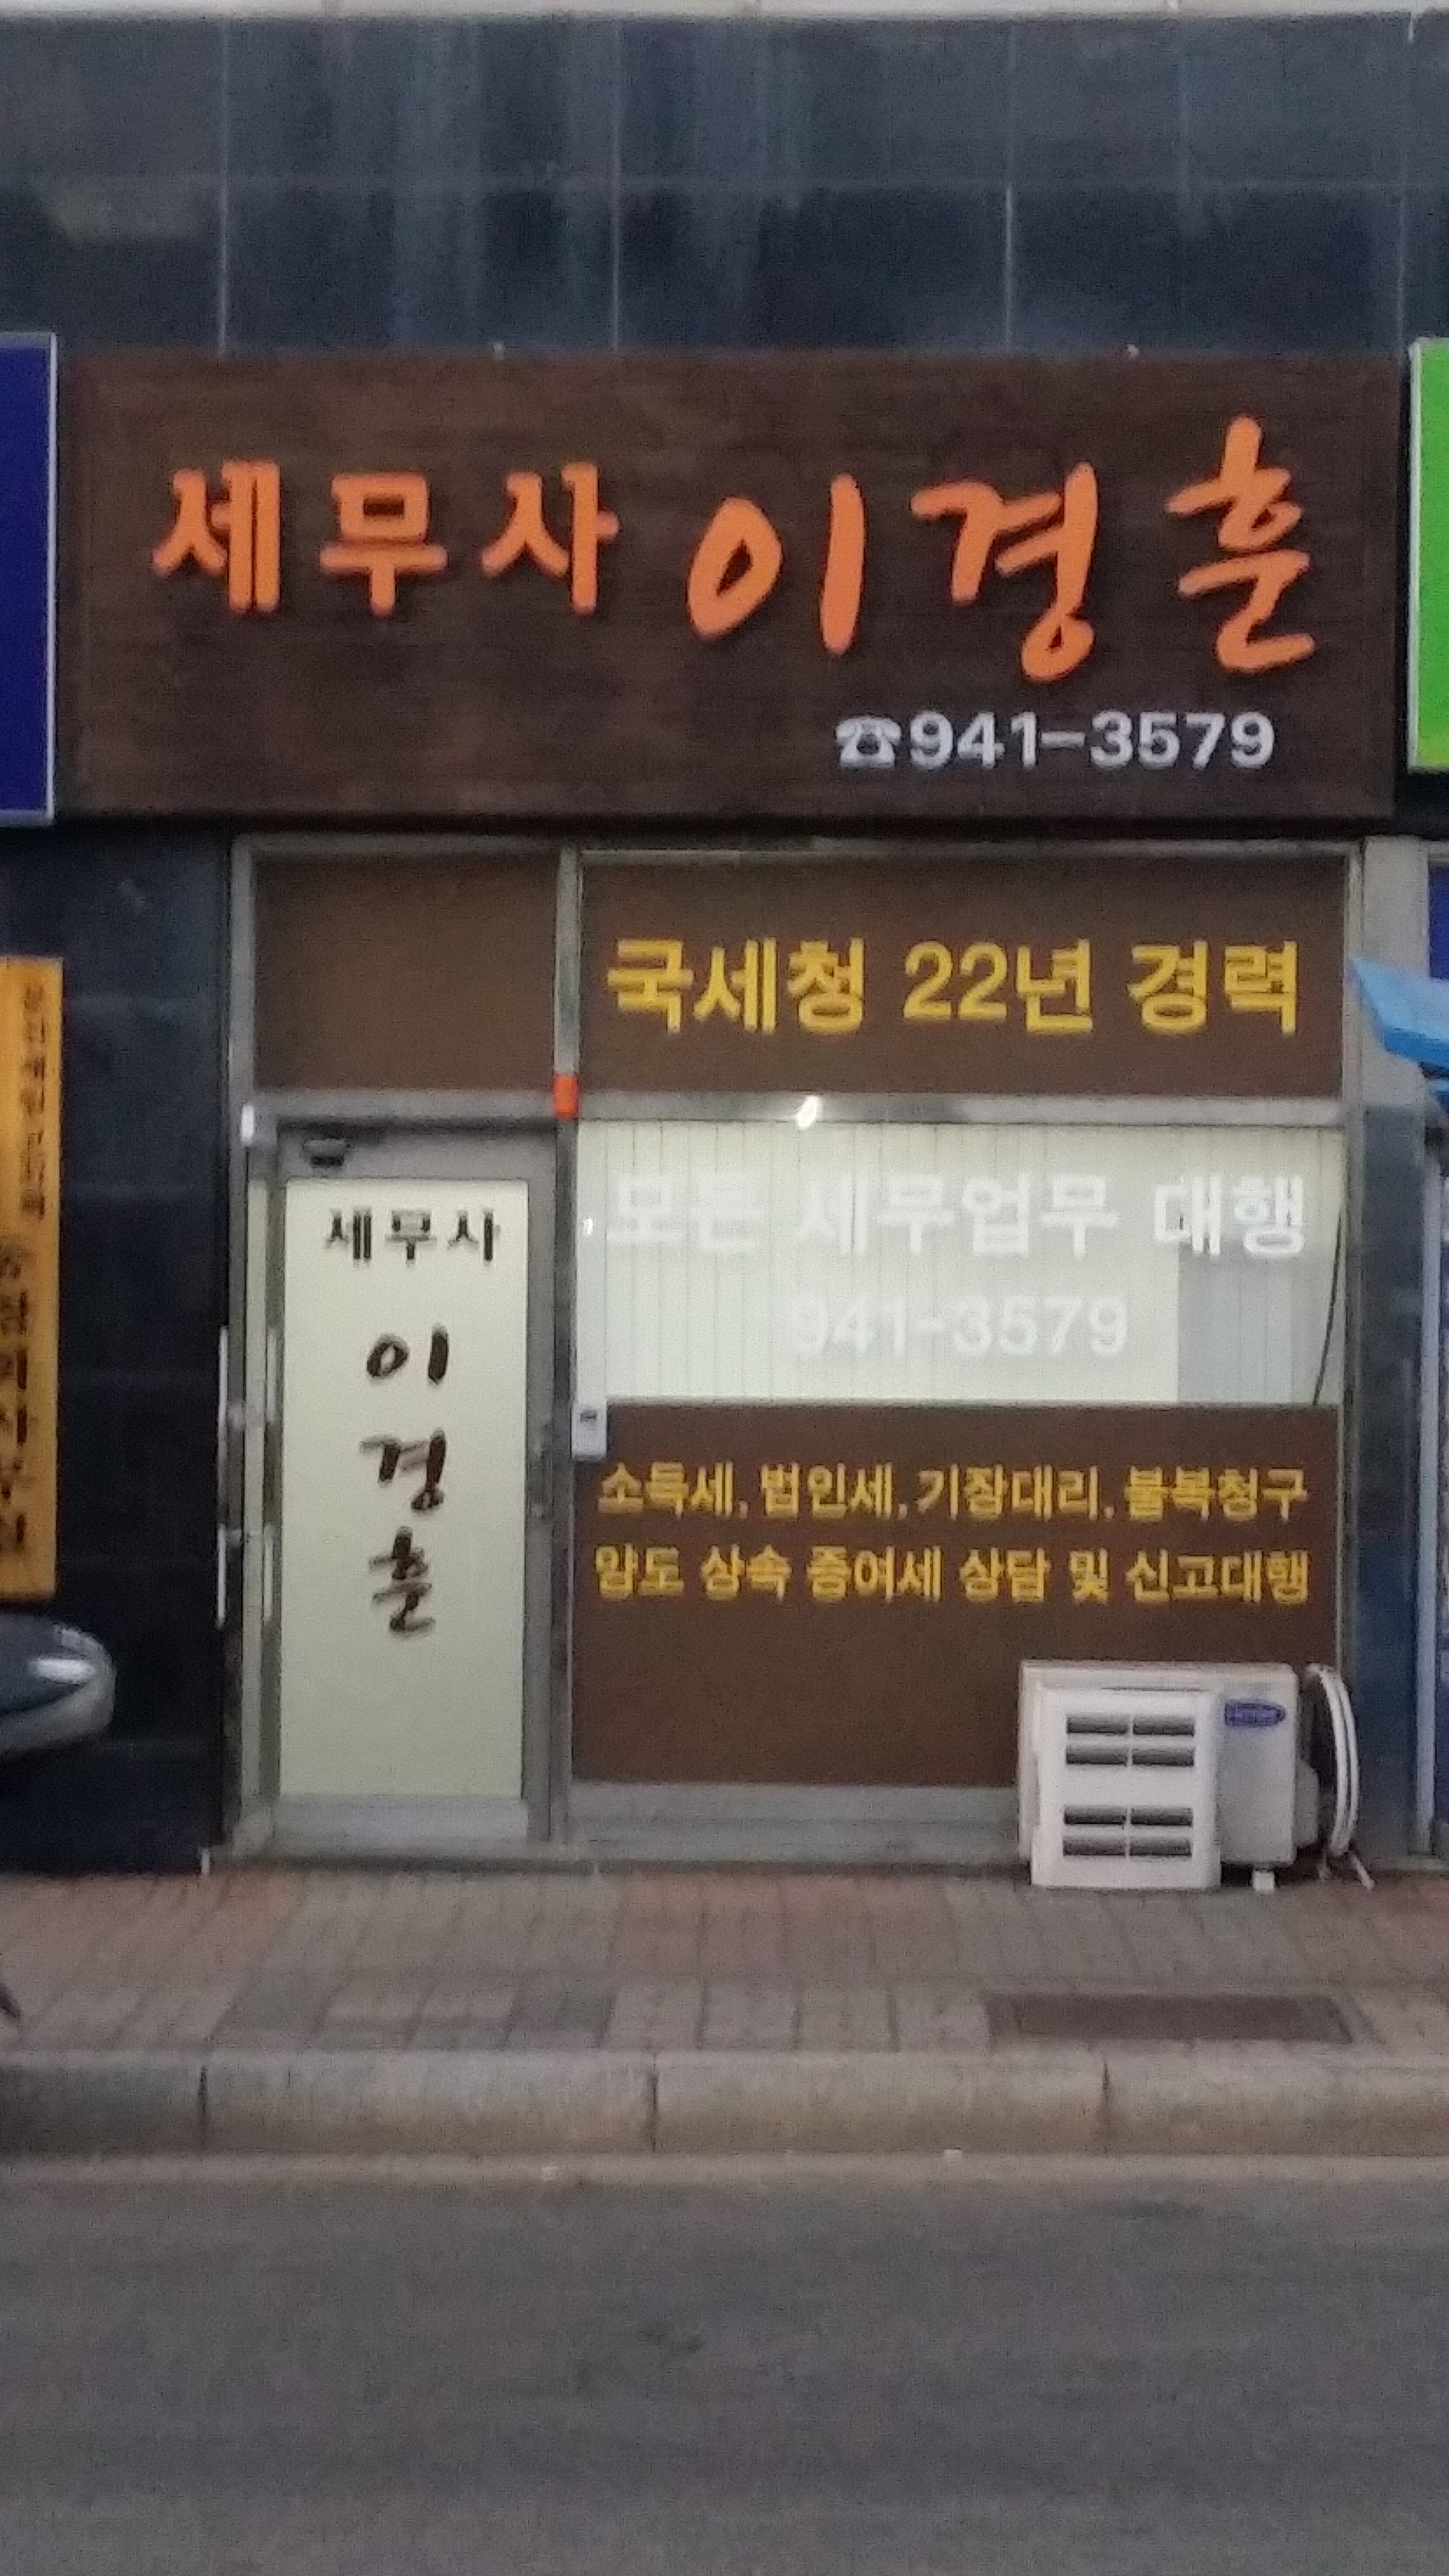 세무사 이경훈
☎941-3579
국세청 22년 경력
모든 세무업무 대행
941-3579
세무사
이
경
훈
소득세, 법인세, 기장대리, 불복청구
양도 상속 증여세 상담 및 신고대행